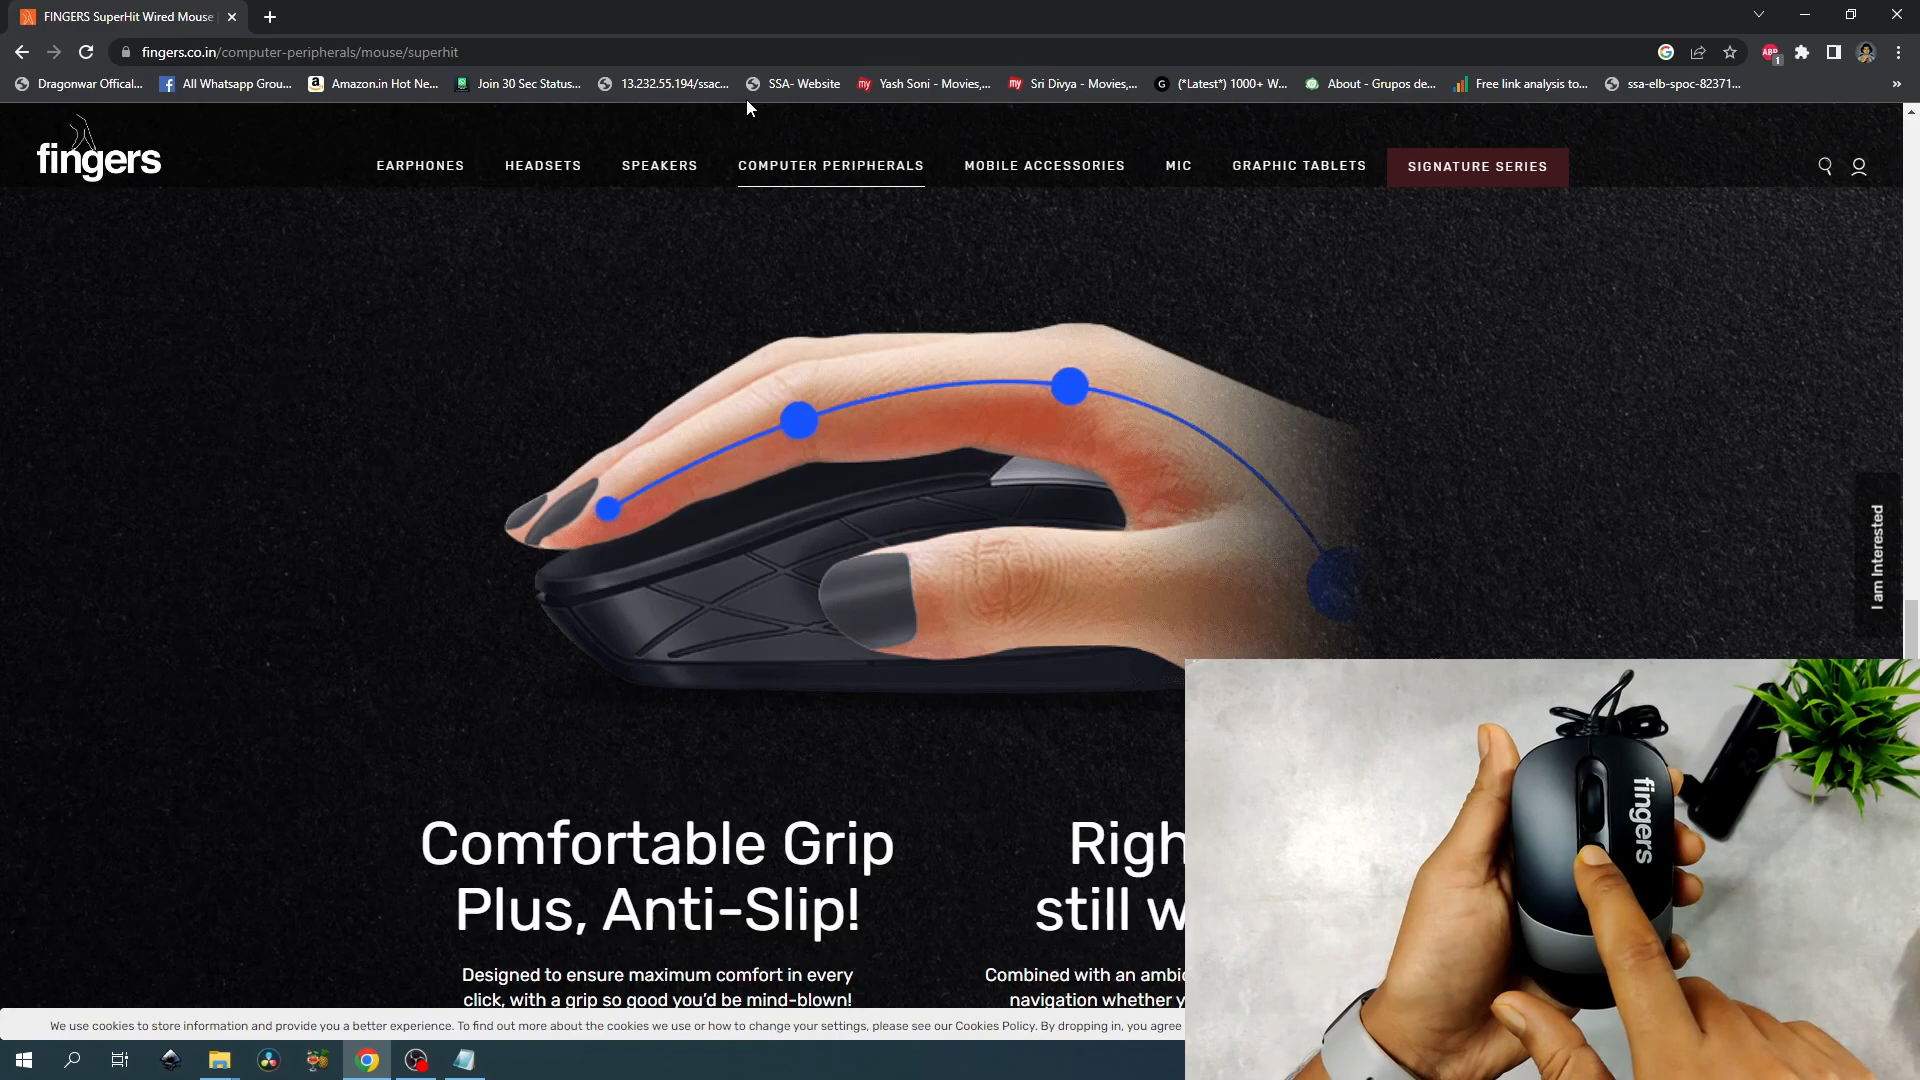 FINGERS SuperHit Wired Mouse
fingers.co.in/computer-peripherals/mouse/superhit
ABP
1
Dragonwar Offical...
All Whatsapp Grou...
Amazon.in Hot Ne...
Join 30 Sec Status...
13.232.55.194/ssac...
SSA- Website
my
Yash Soni - Movies,...
my
Sri Divya - Movies,...
G
(*Latest*) 1000+ W...
About - Grupos de...
Free link analysis to...
ssa-elb-spoc-82371...
fingers
EARPHONES
HEADSETS
SPEAKERS
COMPUTER PERIPHERALS
MOBILE ACCESSORIES
MIC
GRAPHIC TABLETS
SIGNATURE SERIES
I am Interested
Comfortable Grip
Plus, Anti-Slip!
Designed to ensure maximum comfort in every
click, with a grip so good you'd be mind-blown!
Righ
still w
Combined with an ambi
navigation whether y
fingers
We use cookies to store information and provide you a better experience. To find out more about the cookies we use or how to change your settings, please see our Cookies Policy. By dropping in, you agree